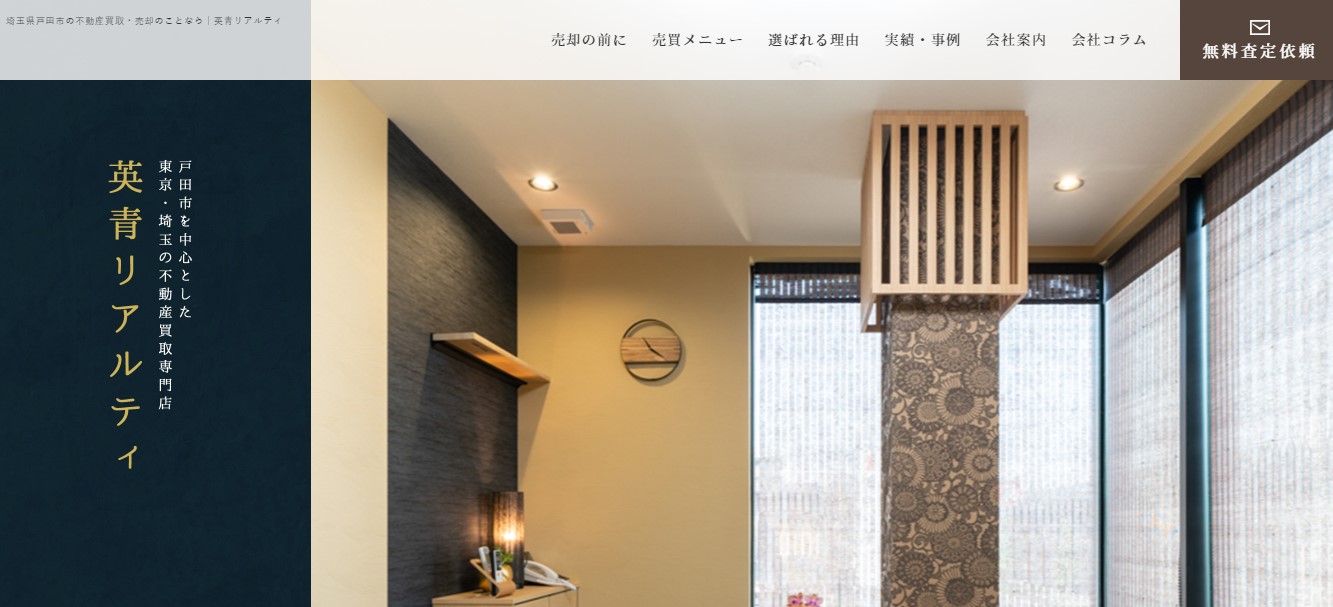 埼玉県戸田市の不動産買取・売却のことなら｜英青リアルティ
売却の前に
売買メニュー
選ばれる理由
実績・事例
会社案内
会社コラム
無料査定依頼
戸田市を中心とした
東京・埼玉の不動産買取専門店
英青リアルティ